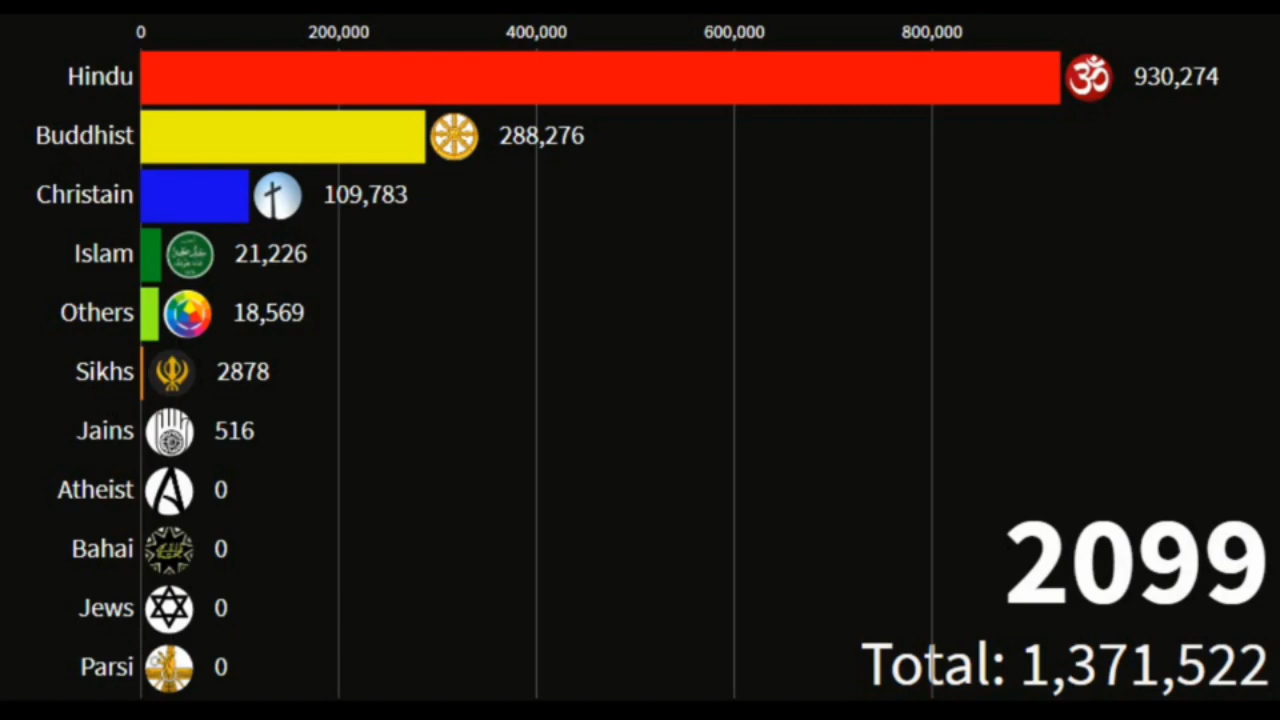 0 200,000 400,000 600,000 800,000
Hindu ॐ 930,274
Buddhist 288,276
Christain 109,783
Islam 21,226
Others 18,569
Sikhs 2878
Jains 516
Atheist 0
Bahai 0
Jews 0
Parsi 0
2099
Total: 1,371,522